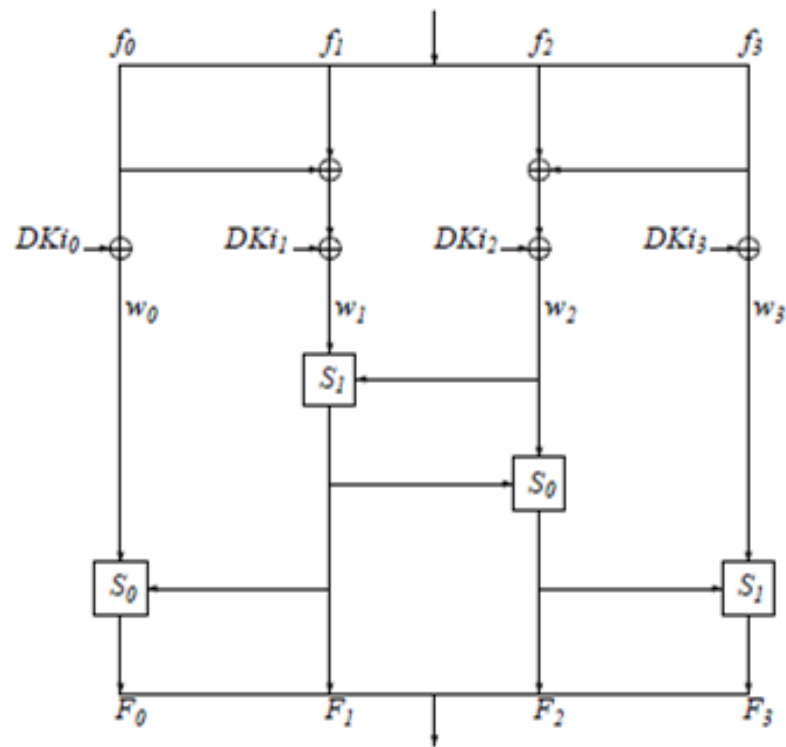 f₀ f₁ f₂ f₃
DKi₀ DKi₁ DKi₂ DKi₃
w₀ w₁ w₂ w₃
S₁
S₀
S₀ S₁
F₀ F₁ F₂ F₃